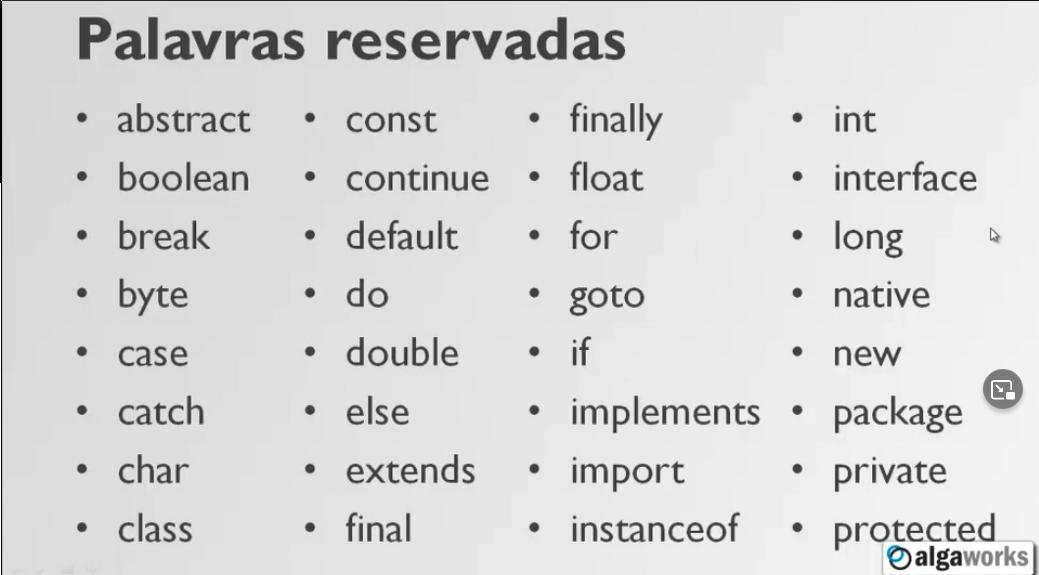 Palavras reservadas
• abstract • const • finally • int
• boolean • continue • float • interface
• break • default • for • long
• byte • do • goto • native
• case • double • if • new
• catch • else • implements • package
• char • extends • import • private
• class • final • instanceof • protected
algaworks